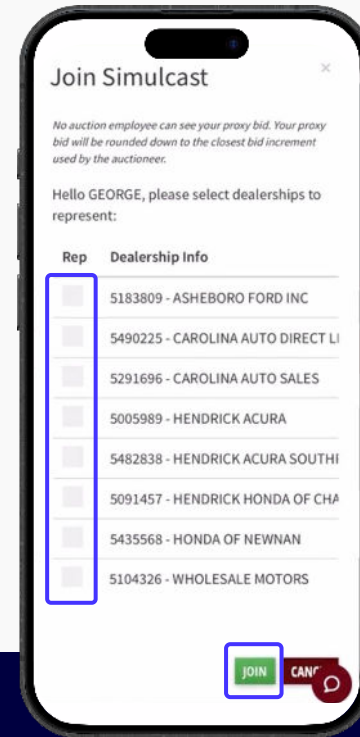 Join Simulcast
×
No auction employee can see your proxy bid. Your proxy
bid will be rounded down to the closest bid increment
used by the auctioneer.
Hello GEORGE, please select dealerships to
represent:
Rep Dealership Info
5183809 - ASHEBORO FORD INC
5490225 - CAROLINA AUTO DIRECT
5291696 - CAROLINA AUTO SALES
5005989 - HENDRICK ACURA
5482838 - HENDRICK ACURA
5091457 - HENDRICK HONDA OF
5435568 - HONDA OF NEWNAN
5104326 - WHOLESALE MOTORS
JOIN